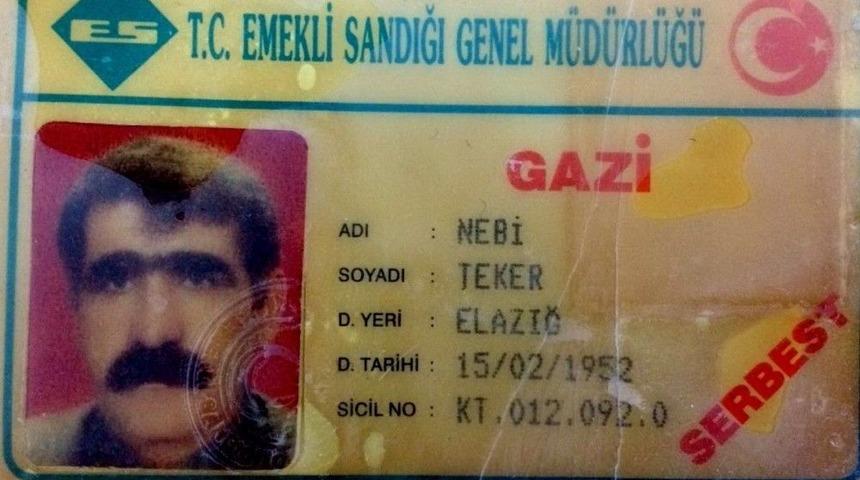 ES T.C. EMEKLİ SANDIĞI GENEL MÜDÜRLÜĞÜ
GAZİ
ADI : NEBİ
SOYADI : TEKER
D. YERİ : ELAZIĞ
D. TARİHİ : 15/02/1952
SİCİL NO : KT.012.092.0
SERBEST